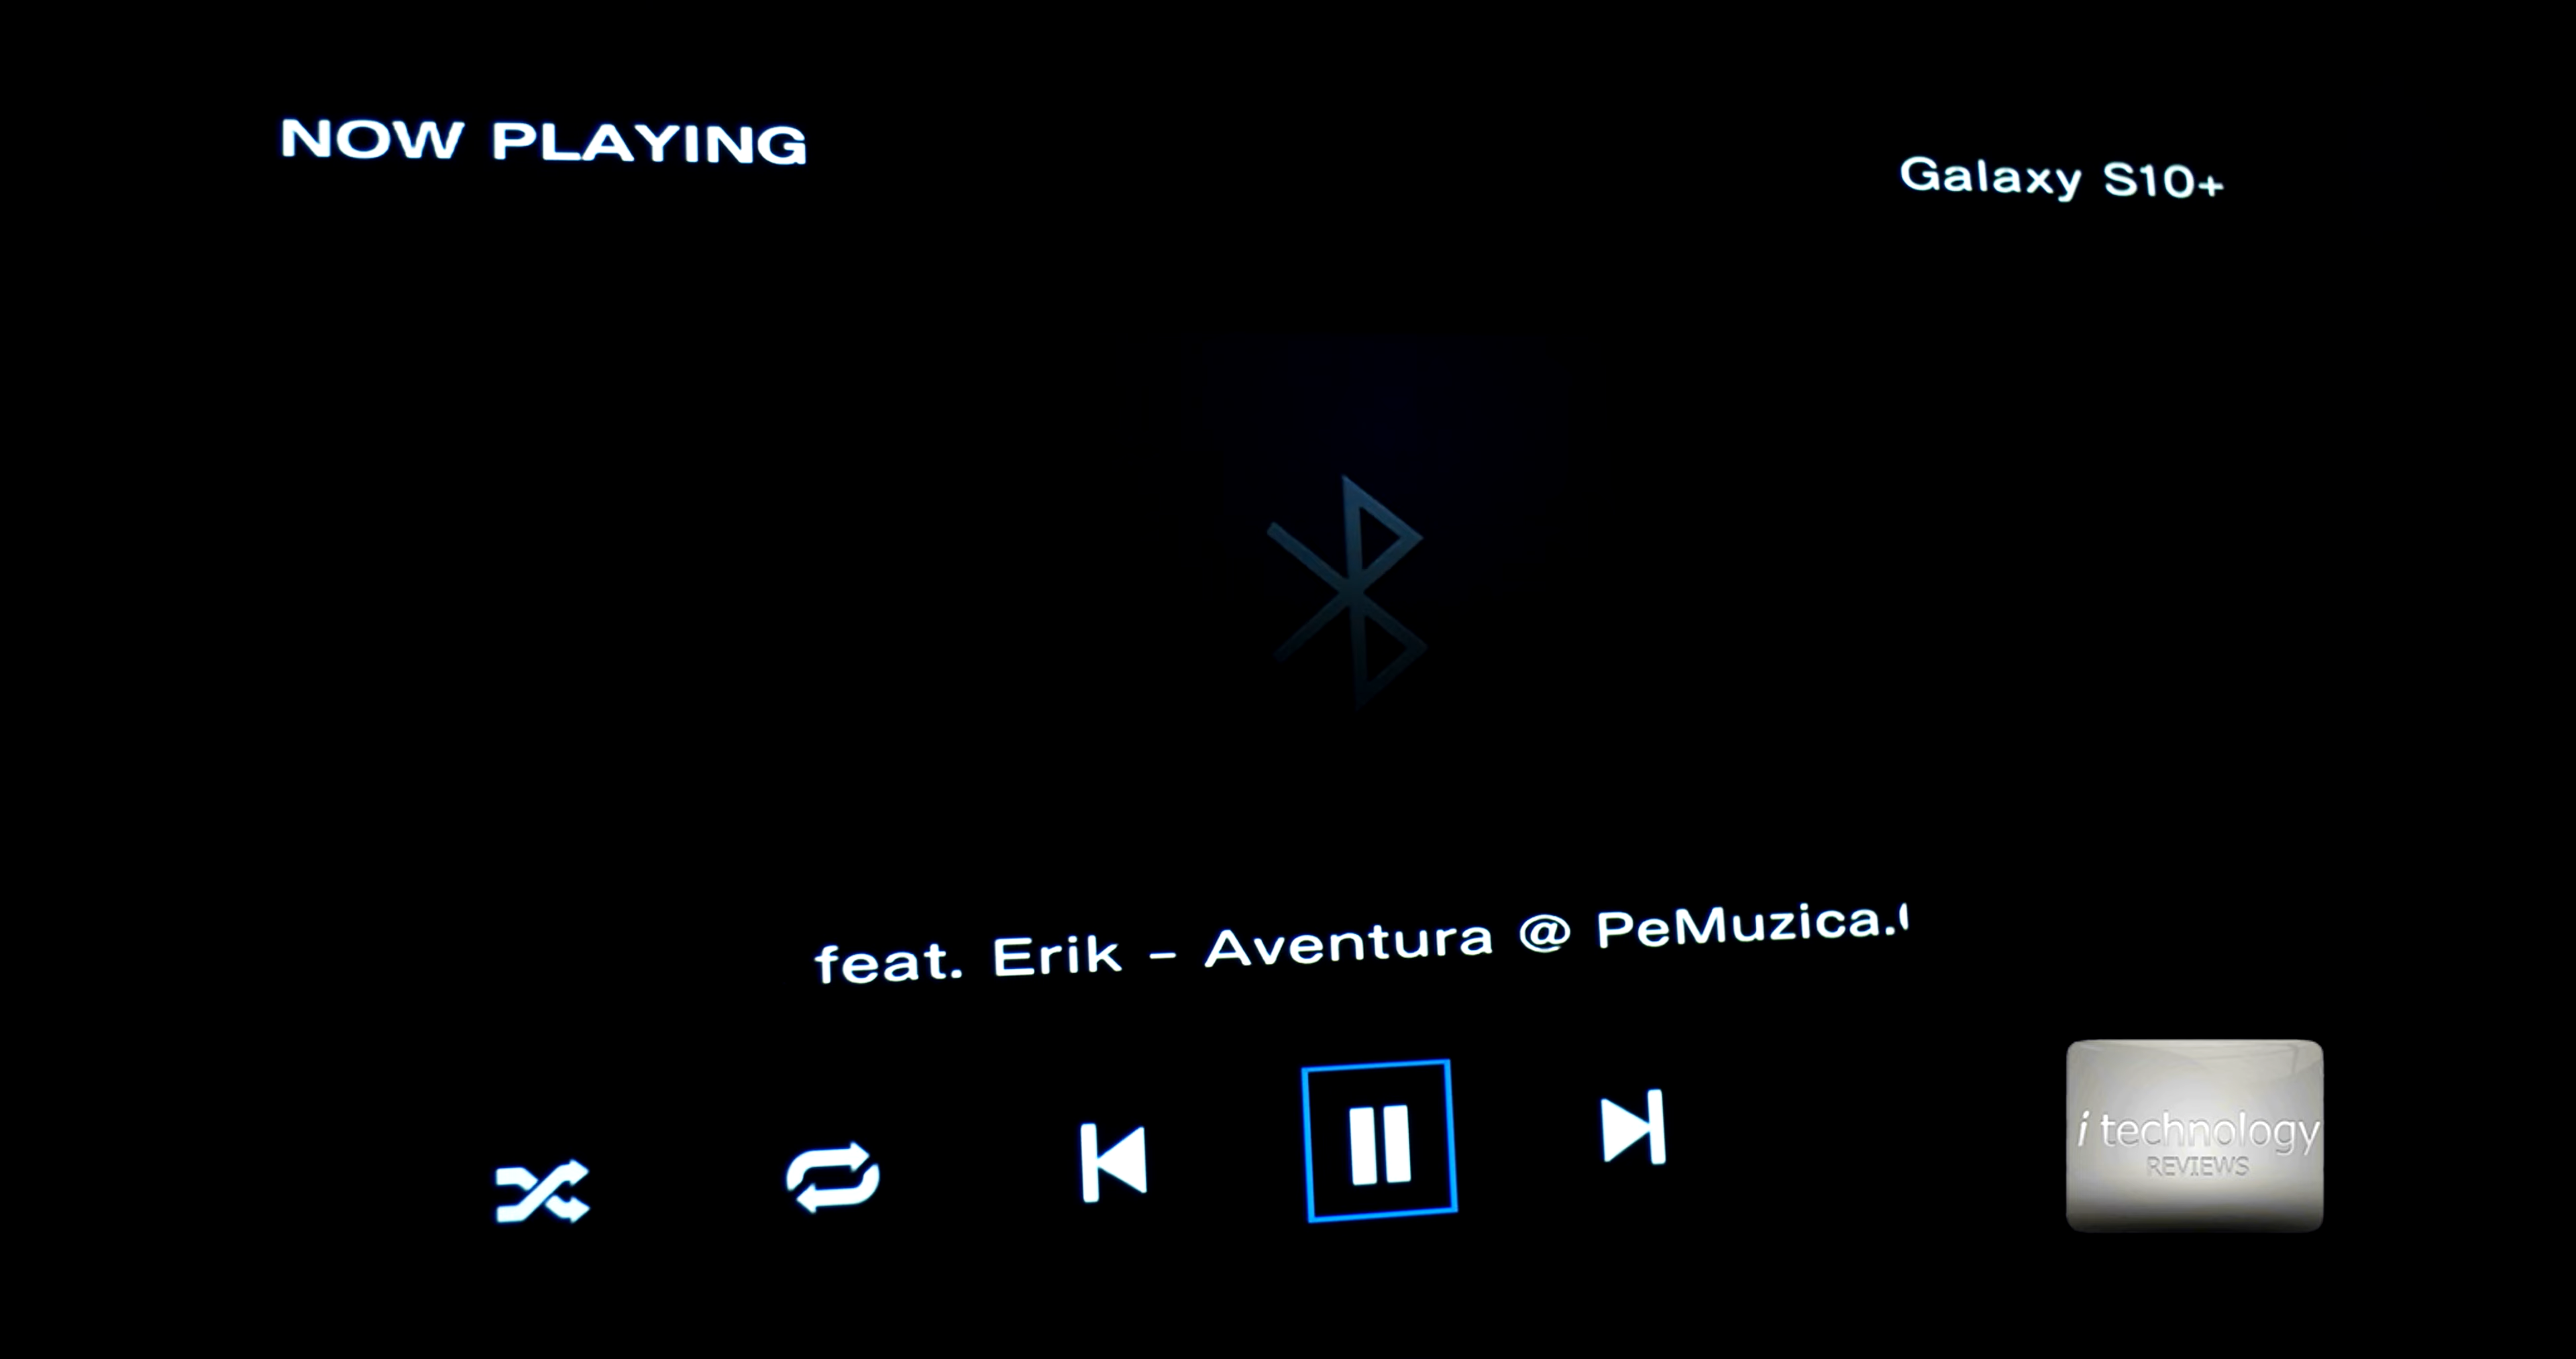 NOW PLAYING
Galaxy S10+
feat. Erik - Aventura @ PeMuzica.
i technology
REVIEWS